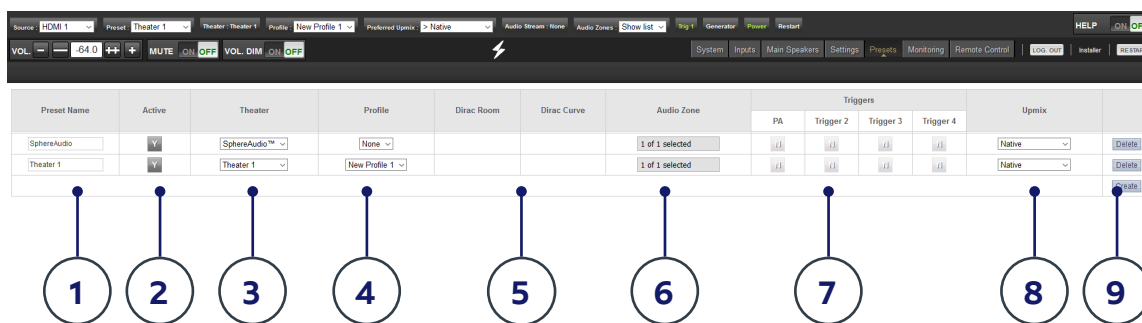 Source : HDMI 1 Preset : Theater 1 Theater : Theater 1 Profile : New Profile 1 Preferred Upmix : > Native Audio Stream : None Audio Zones : Show list Trig 1 Generator Power Restart HELP ON OF
VOL. -64.0 MUTE ON OFF VOL. DIM ON OFF System Inputs Main Speakers Settings Presets Monitoring Remote Control LOG. OUT Installer RESTAR
Preset Name Active Theater Profile Dirac Room Dirac Curve Audio Zone Triggers Upmix
PA Trigger 2 Trigger 3 Trigger 4
SphereAudio Y SphereAudio™ None 1 of 1 selected Native Delete
Theater 1 Y Theater 1 New Profile 1 1 of 1 selected Native Delete
Create
1 2 3 4 5 6 7 8 9